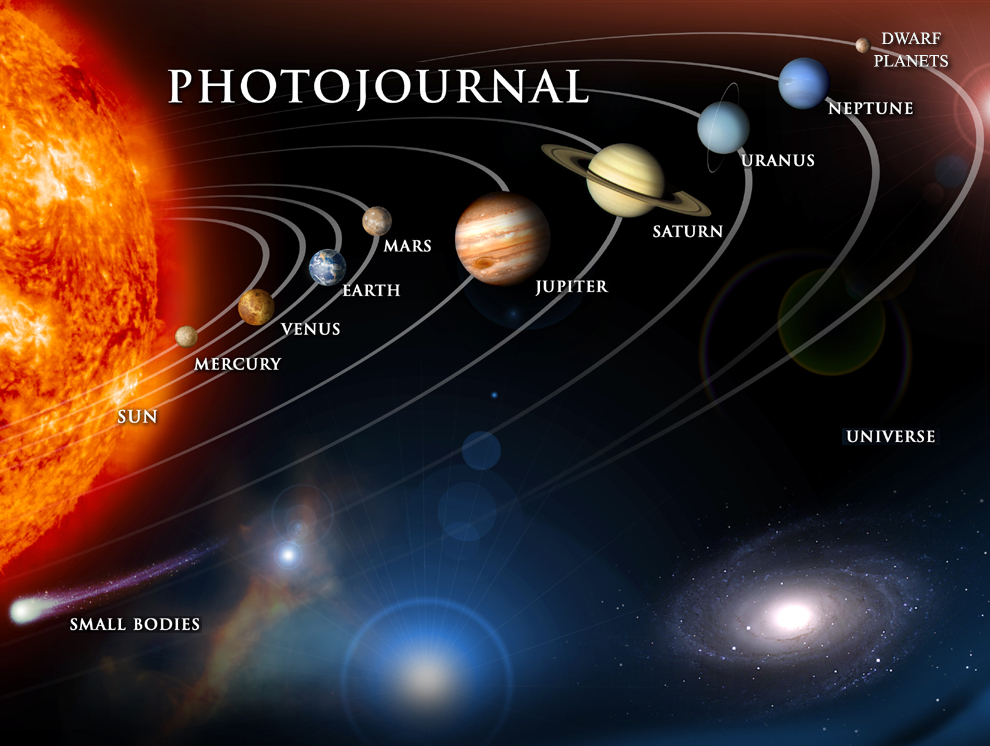 DWARF
PLANETS
PHOTOJOURNAL
NEPTUNE
URANUS
SATURN
MARS
JUPITER
EARTH
VENUS
MERCURY
SUN
UNIVERSE
SMALL BODIES